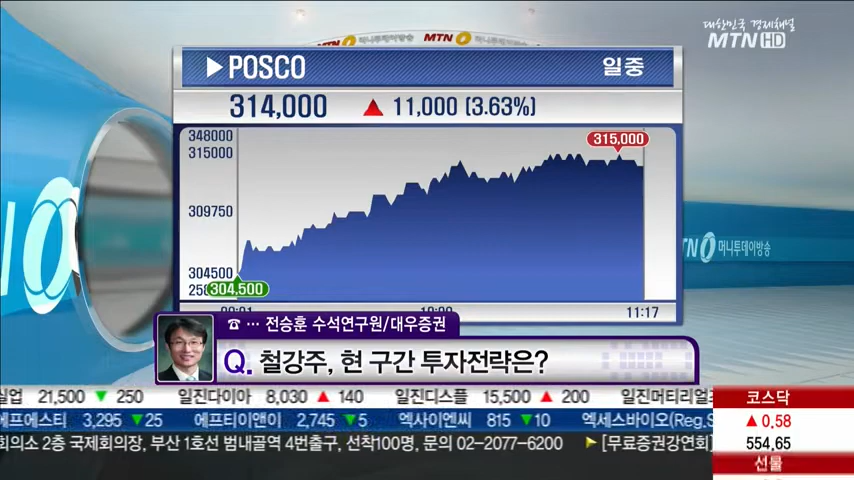 대한민국 경제채널
MTN HD
MTN 머니투데이방송
MTN
▶POSCO 일중
314,000 ▲ 11,000 (3.63%)
348000
315000
315,000
309750
304500
304,500
11:17
머니투데이방송
☎ … 전승훈 수석연구원/대우증권
Q. 철강주, 현 구간 투자전략은?
실업 21,500 ▼ 250 일진다이아 8,030 ▲ 140 일진디스플 15,500 ▲ 200 일진머티리얼즈
에프에스티 3,295 ▼25 에프티이앤이 2,745 ▼5 엑사이엔씨 815 ▼10 엑세스바이오(Reg.S
회의소 2층 국제회의장, 부산 1호선 범내골역 4번출구, 선착100명, 문의 02-2077-6200 ▶[무료증권강연회]
코스닥
▲ 0,58
554,65
선물